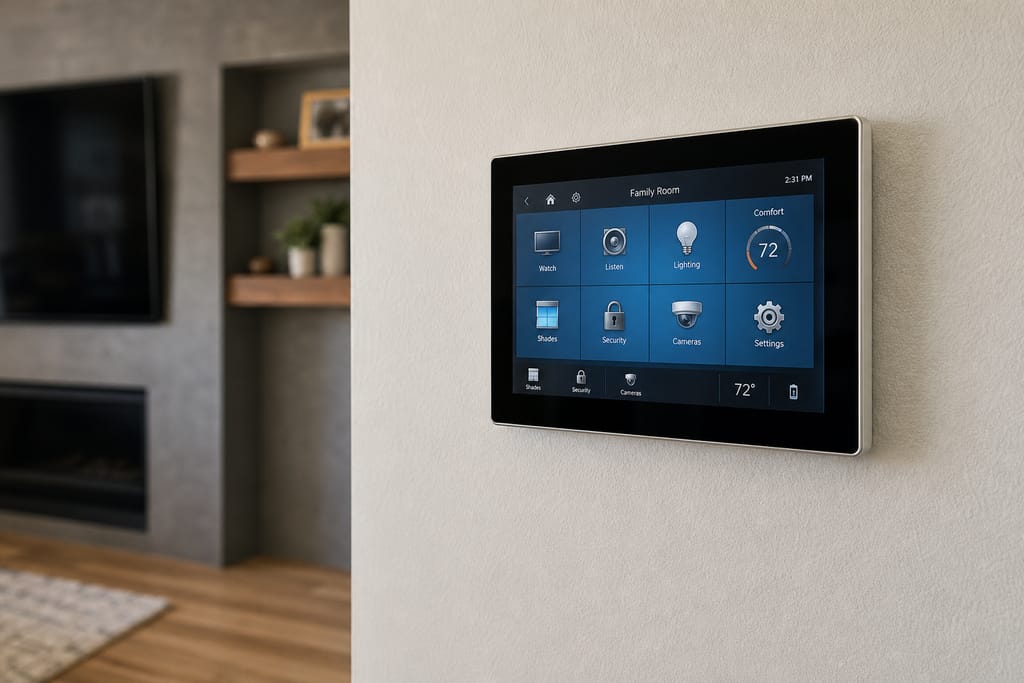 Family Room
2:31 PM
Watch
Listen
Lighting
Comfort
72
Shades
Security
Cameras
Settings
Shades
Security
Cameras
72°